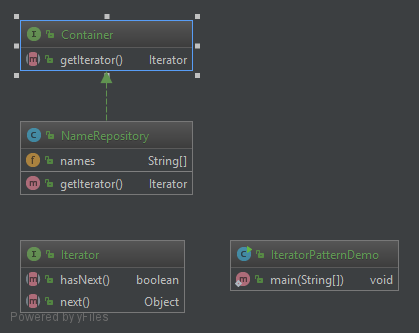 I Container
m getIterator() Iterator
C NameRepository
f names String[]
m getIterator() Iterator
I Iterator
m hasNext() boolean
m next() Object
C IteratorPatternDemo
m main(String[]) void
Powered by yFiles